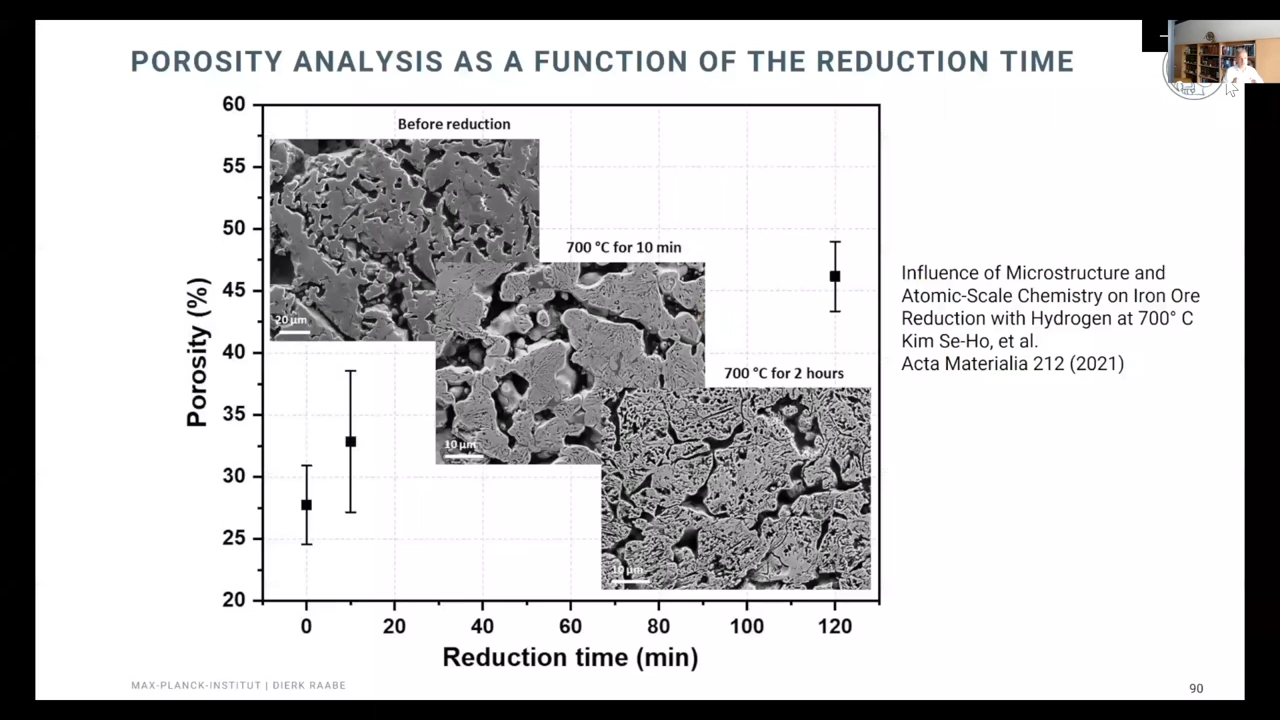 POROSITY ANALYSIS AS A FUNCTION OF THE REDUCTION TIME
60
55
50
45
40
35
30
25
20
Porosity (%)
Before reduction
20 µm
700 °C for 10 min
10 µm
700 °C for 2 hours
10 µm
0 20 40 60 80 100 120
Reduction time (min)
Influence of Microstructure and
Atomic-Scale Chemistry on Iron Ore
Reduction with Hydrogen at 700° C
Kim Se-Ho, et al.
Acta Materialia 212 (2021)
MAX-PLANCK-INSTITUT | DIERK RAABE
90